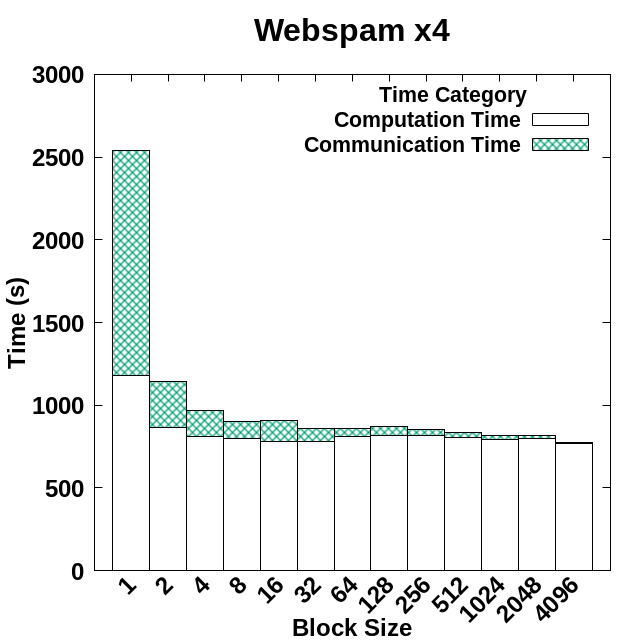 Webspam x4
Time Category
Computation Time
Communication Time
3000
2500
2000
1500
1000
500
0
Time (s)
1 2 4 8 16 32 64 128 256 512 1024 2048 4096
Block Size